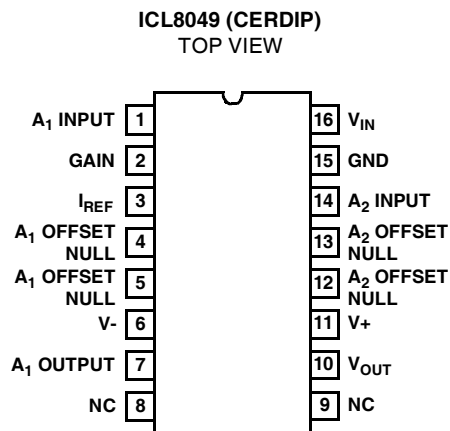 ICL8049 (CERDIP)
TOP VIEW
A1 INPUT 1
GAIN 2
IREF 3
A1 OFFSET
NULL 4
A1 OFFSET
NULL 5
V- 6
A1 OUTPUT 7
NC 8
16 VIN
15 GND
14 A2 INPUT
13 A2 OFFSET
NULL
12 A2 OFFSET
NULL
11 V+
10 VOUT
9 NC